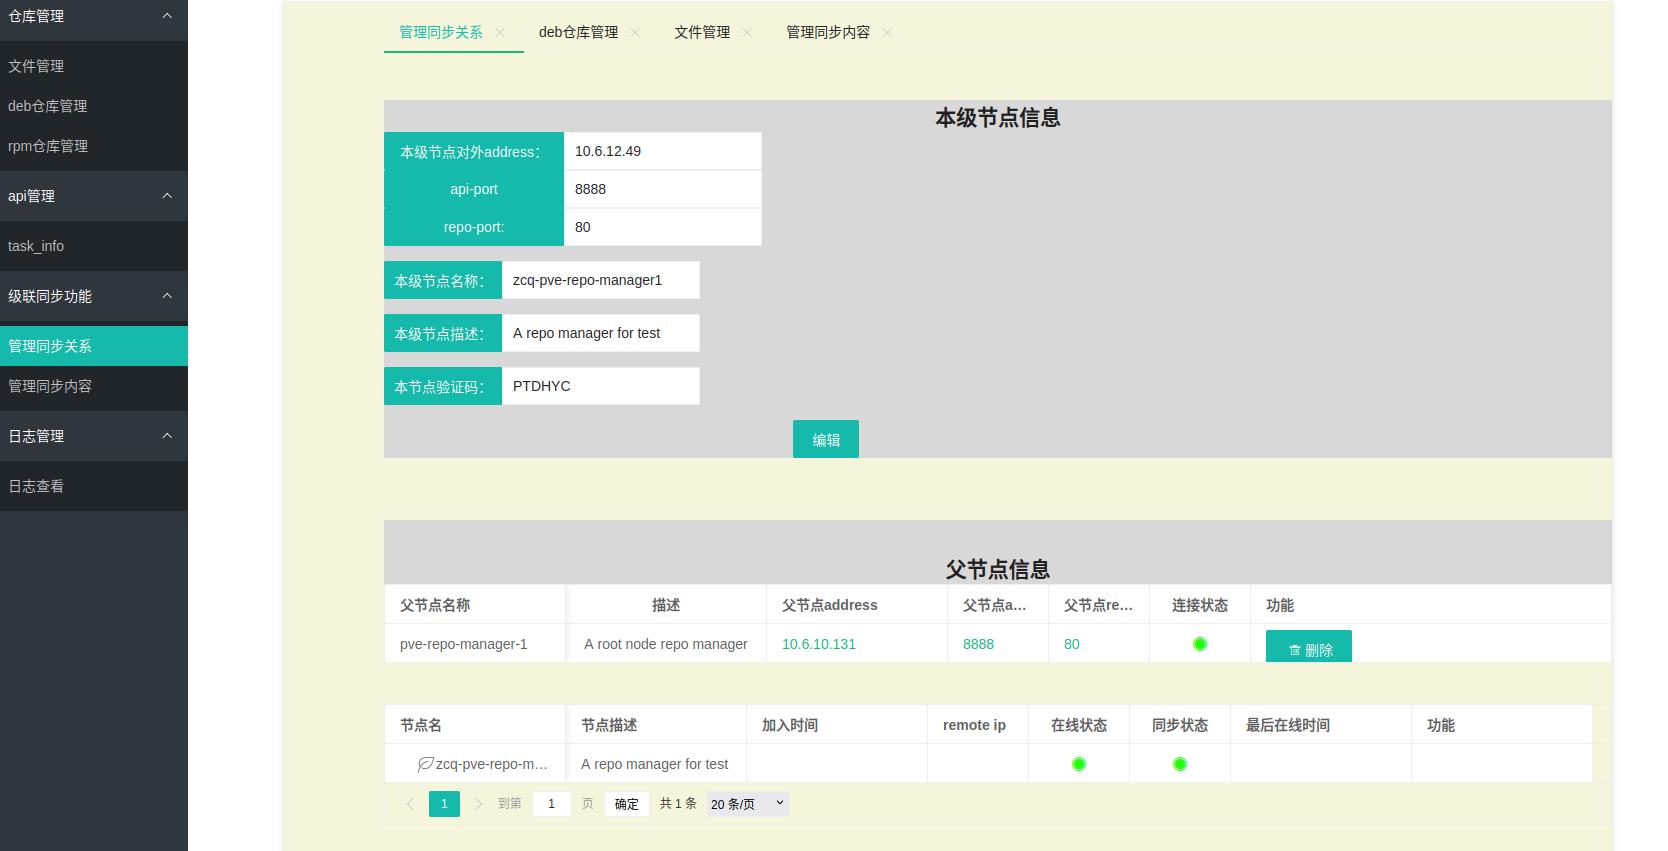 仓库管理
文件管理
deb仓库管理
rpm仓库管理
api管理
task_info
级联同步功能
管理同步关系
管理同步内容
日志管理
日志查看
管理同步关系 deb仓库管理 文件管理 管理同步内容
本级节点信息
本级节点对外address： 10.6.12.49
api-port 8888
repo-port: 80
本级节点名称： zcq-pve-repo-manager1
本级节点描述： A repo manager for test
本节点验证码： PTDHYC
编辑
父节点信息
父节点名称 描述 父节点address 父节点a... 父节点re... 连接状态 功能
pve-repo-manager-1 A root node repo manager 10.6.10.131 8888 80 删除
节点名 节点描述 加入时间 remote ip 在线状态 同步状态 最后在线时间 功能
zcq-pve-repo-m... A repo manager for test
1 到第 1 页 确定 共 1 条 20 条/页